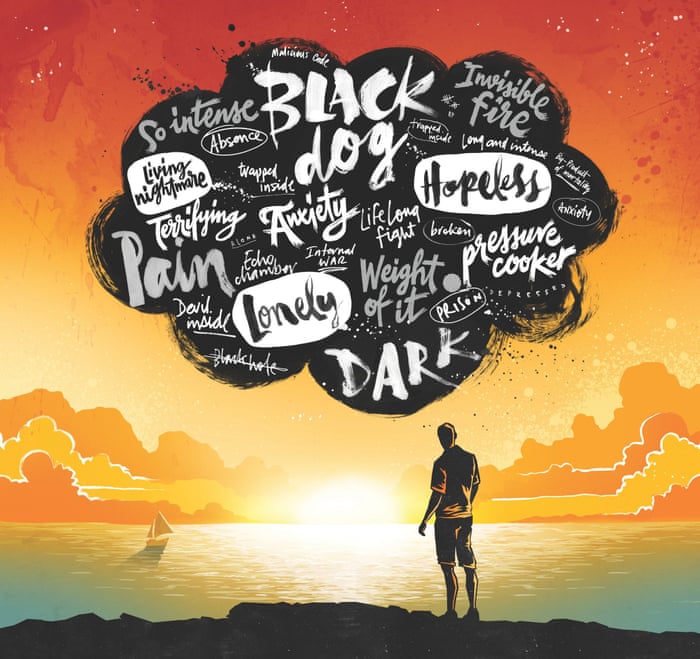 Malicious Code
BLACK
dog
Invisible
fire
So intense
Absence
trapped
inside
Long and intense
by-product
of mortality
Living
nightmare
trapped
inside
Hopeless
Anxiety
Terrifying
Anxiety
Life Long
fight
broken
pressure
cooker
ALONE
Pain
Echo
chamber
Internal
WAR
Weight
of it
DEPRESSED
PRISON
Devil
inside
Lonely
Black hole
DARK